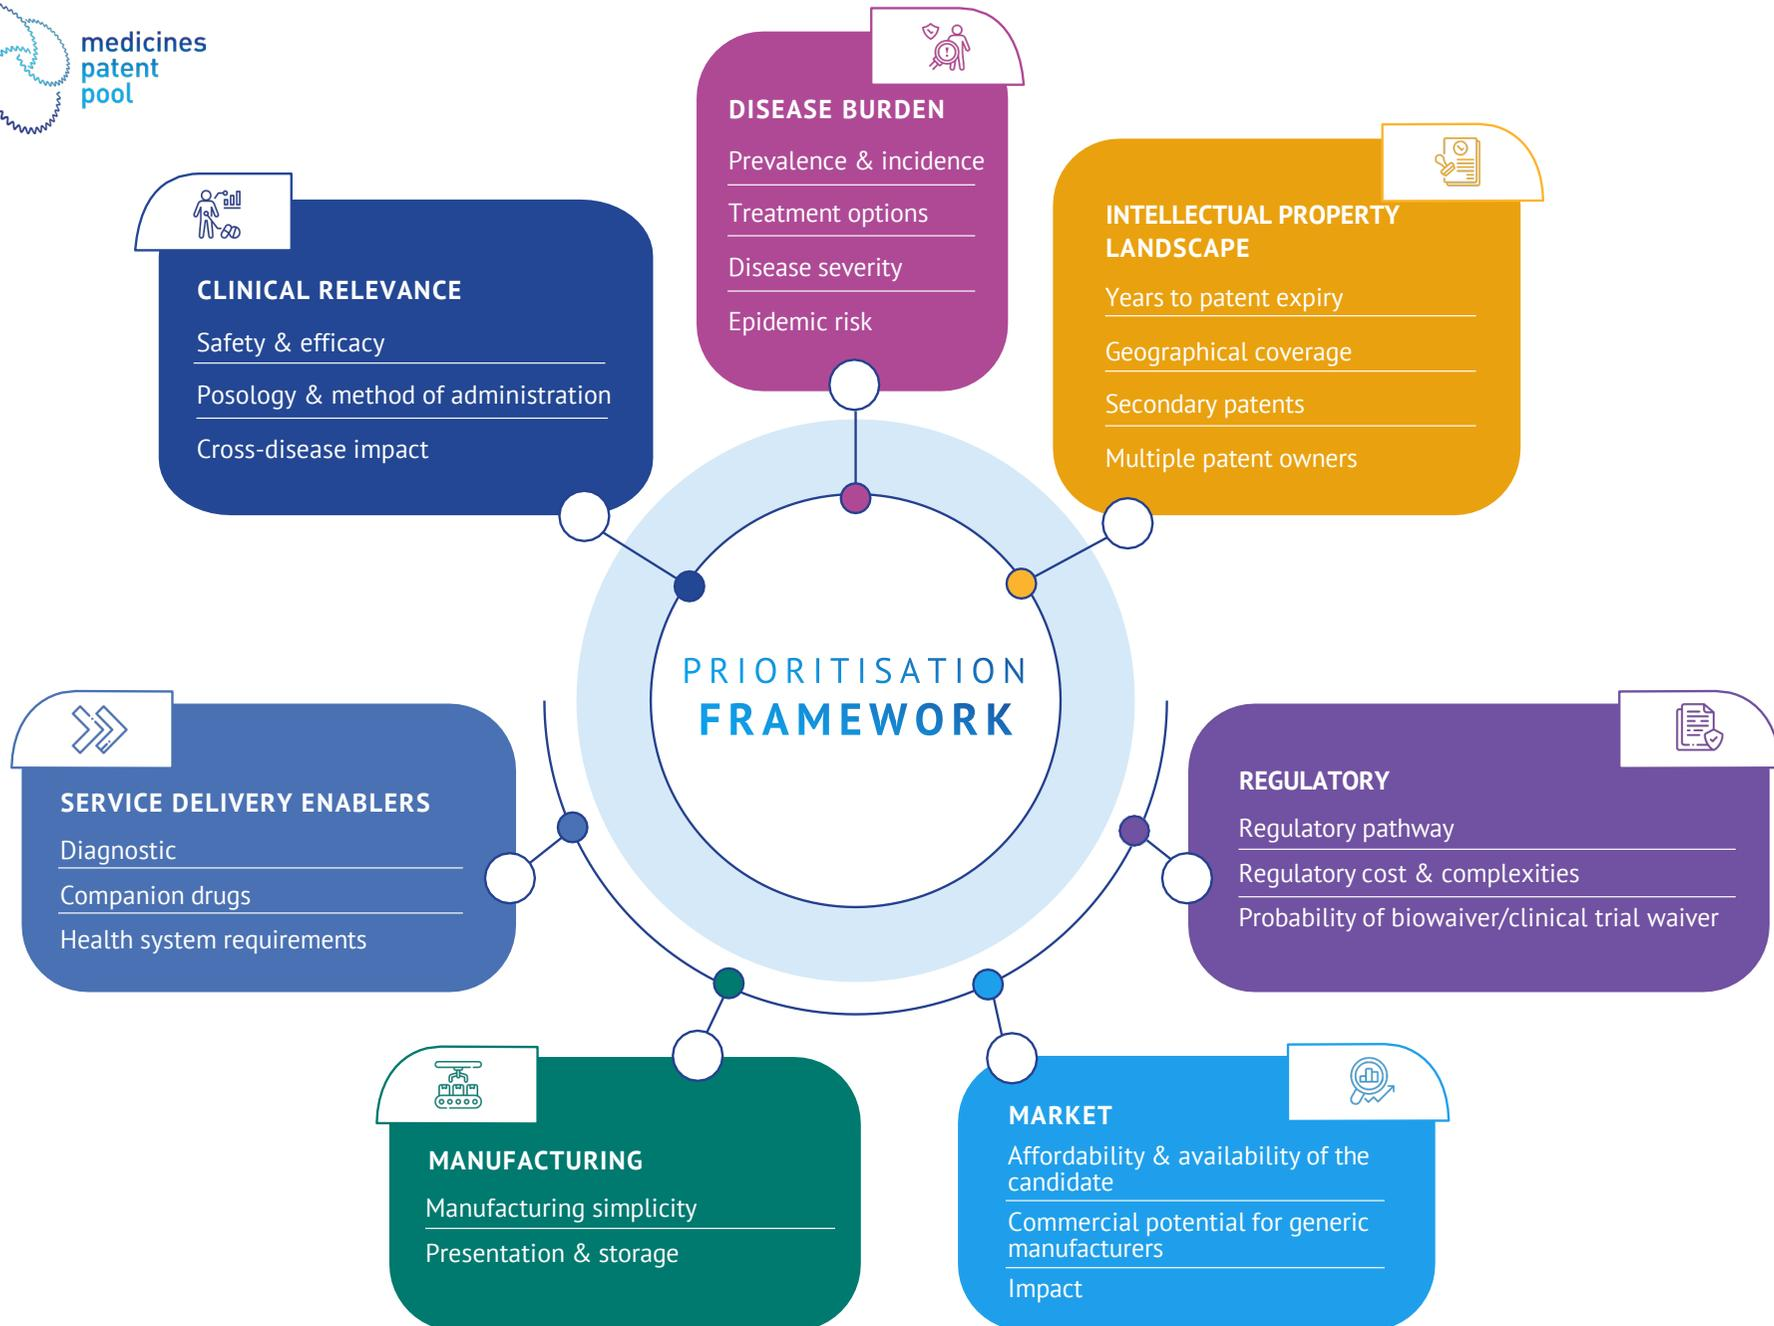 medicines
patent
pool
DISEASE BURDEN
Prevalence & incidence
Treatment options
Disease severity
Epidemic risk
INTELLECTUAL PROPERTY
LANDSCAPE
Years to patent expiry
Geographical coverage
Secondary patents
Multiple patent owners
CLINICAL RELEVANCE
Safety & efficacy
Posology & method of administration
Cross-disease impact
PRIORITISATION
FRAMEWORK
SERVICE DELIVERY ENABLERS
Diagnostic
Companion drugs
Health system requirements
REGULATORY
Regulatory pathway
Regulatory cost & complexities
Probability of biowaiver/clinical trial waiver
MANUFACTURING
Manufacturing simplicity
Presentation & storage
MARKET
Affordability & availability of the
candidate
Commercial potential for generic
manufacturers
Impact